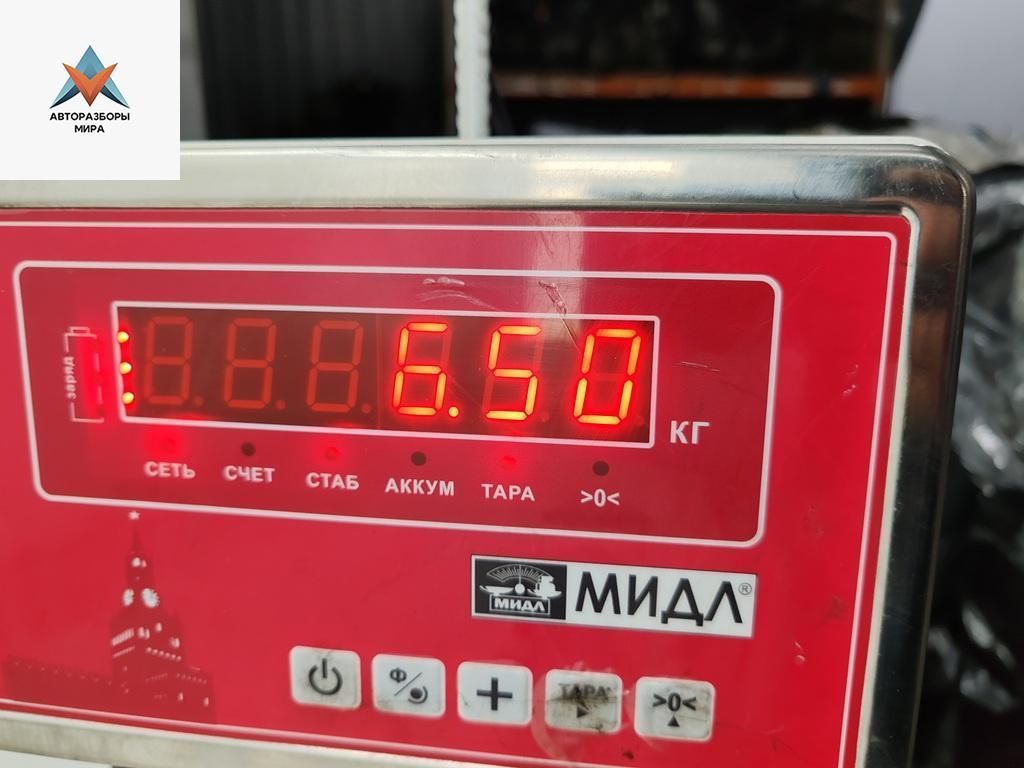 АВТОРАЗБОРЫ
МИРА
заряд
6.50
КГ
СЕТЬ СЧЕТ СТАБ АККУМ ТАРА >0<
МИДЛ МИДЛ®
Ф + ТАРА >0<